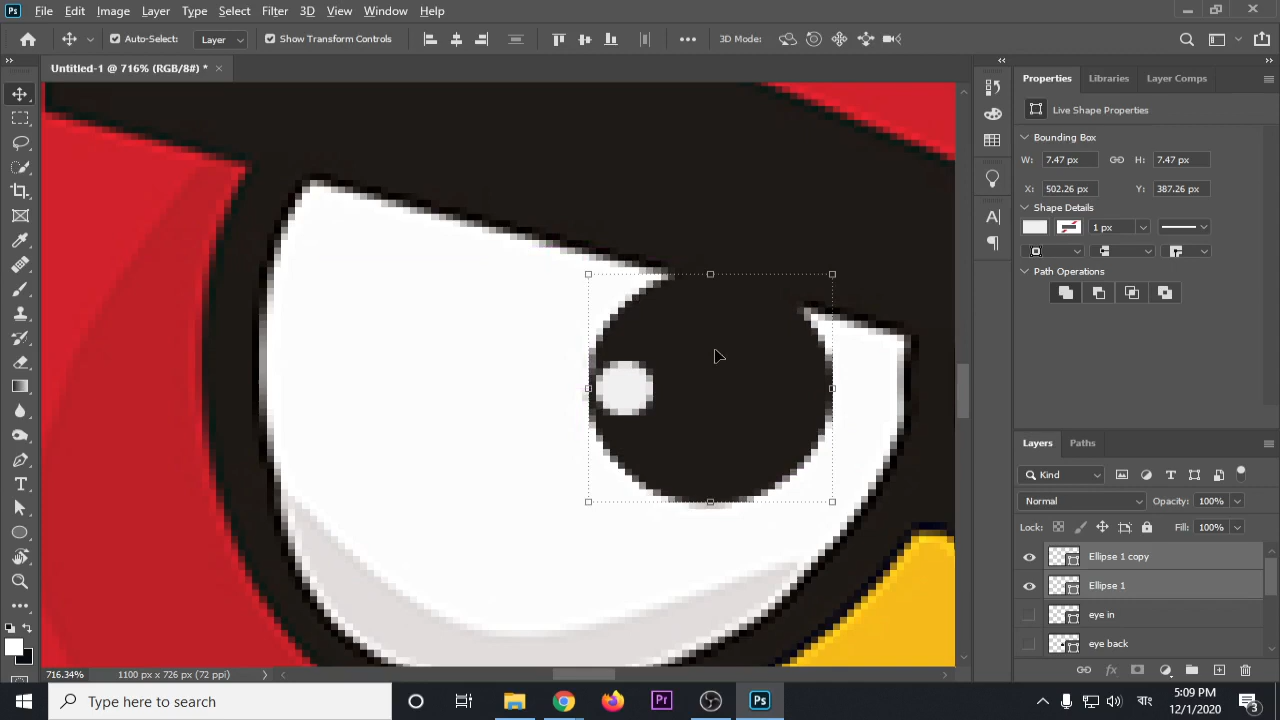 Ps File Edit Image Layer Type Select Filter 3D View Window Help
Auto-Select: Layer Show Transform Controls 3D Mode:
Untitled-1 @ 716% (RGB/8#) *
Properties Libraries Layer Comps
Live Shape Properties
Bounding Box
W: 7.47 px H: 7.47 px
X: 502.26 px Y: 387.26 px
Shape Details
1 px
Operations
Layers Paths
Kind
Normal Opacity: 100%
Lock: Fill: 100%
Ellipse 1 copy
Ellipse 1
eye in
eye back
716.34% 1100 px x 726 px (72 ppi)
Type here to search
Pr Ps
বাং
5:09 PM
12/1/2020
3